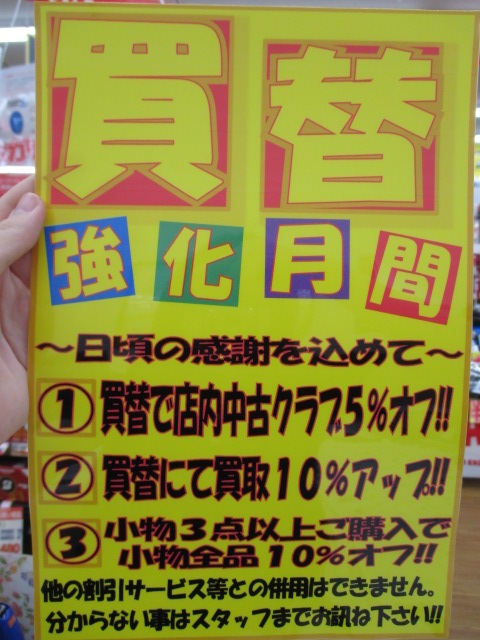 買替
強化月間
～日頃の感謝を込めて～
①買替で店内中古クラブ5%オフ!!
②買替にて買取10%アップ!!
③小物3点以上ご購入で
小物全品10%オフ!!
他の割引サービス等との併用はできません。
分からない事はスタッフまでお訊ね下さい!!